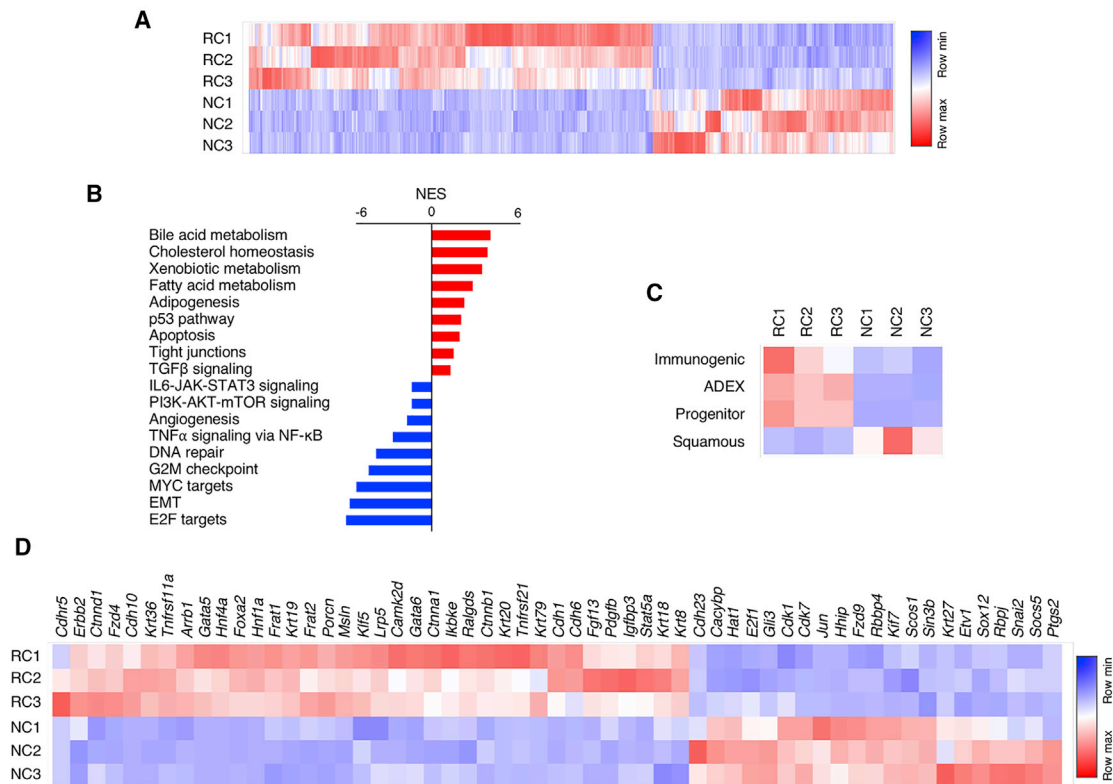 A
RC1
RC2
RC3
NC1
NC2
NC3
Row min
Row max
B
NES
-6 0 6
Bile acid metabolism
Cholesterol homeostasis
Xenobiotic metabolism
Fatty acid metabolism
Adipogenesis
p53 pathway
Apoptosis
Tight junctions
TGFβ signaling
IL6-JAK-STAT3 signaling
PI3K-AKT-mTOR signaling
Angiogenesis
TNFα signaling via NF-κB
DNA repair
G2M checkpoint
MYC targets
EMT
E2F targets
C
RC1 RC2 RC3 NC1 NC2 NC3
Immunogenic
ADEX
Progenitor
Squamous
D
Cdhr5 Erbb2 Ctnnd1 Fzd4 Cdh10 Krt36 Tnfrsf11a Arrb1 Gata5 Hnf4a Foxa2 Hnf1a Frat1 Krt19 Frat2 Porcn Msln Klf5 Lrp5 Camk2d Gata6 Ctnna1 Ikbke Ralgds Ctnnb1 Krt20 Tnfrsf21 Krt79 Cdh1 Cdh6 Fgf13 Pdgfb Igfbp3 Stat5a Krt18 Krt8 Cdh23 Cacybp Hat1 E2f1 Gli3 Cdk1 Cdk7 Jun Hhip Fzd9 Rbbp4 Kif7 Scos1 Sin3b Krt27 Etv1 Sox12 Rbpj Snai2 Socs5 Ptgs2
RC1
RC2
RC3
NC1
NC2
NC3
Row min
Row max